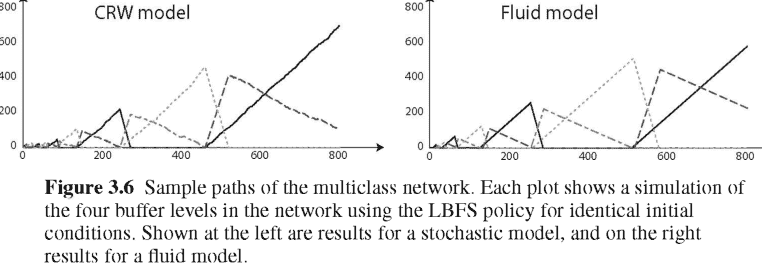 800
CRW model
800
Fluid model
600
600
400
400
200
200
0
0
0 200 400 600 800
0 200 400 600 800
Figure 3.6 Sample paths of the multiclass network. Each plot shows a simulation of
the four buffer levels in the network using the LBFS policy for identical initial
conditions. Shown at the left are results for a stochastic model, and on the right
results for a fluid model.